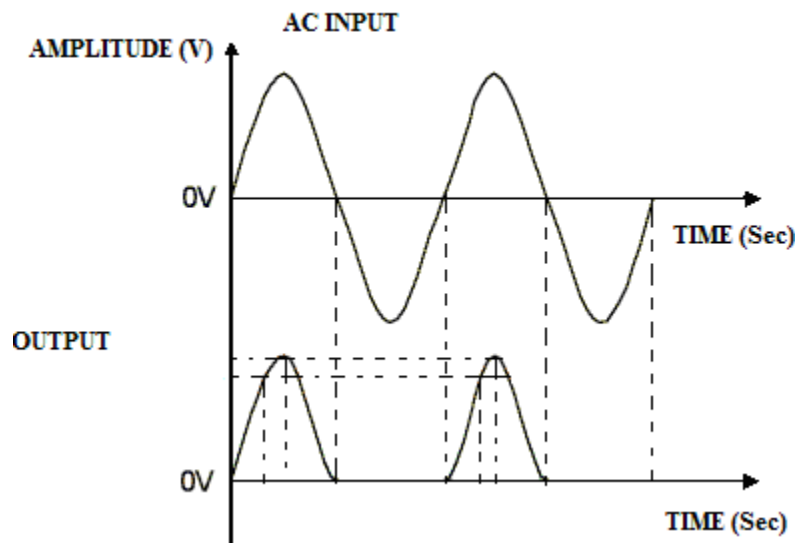 AC INPUT
AMPLITUDE (V)
0V
TIME (Sec)
OUTPUT
0V
TIME (Sec)